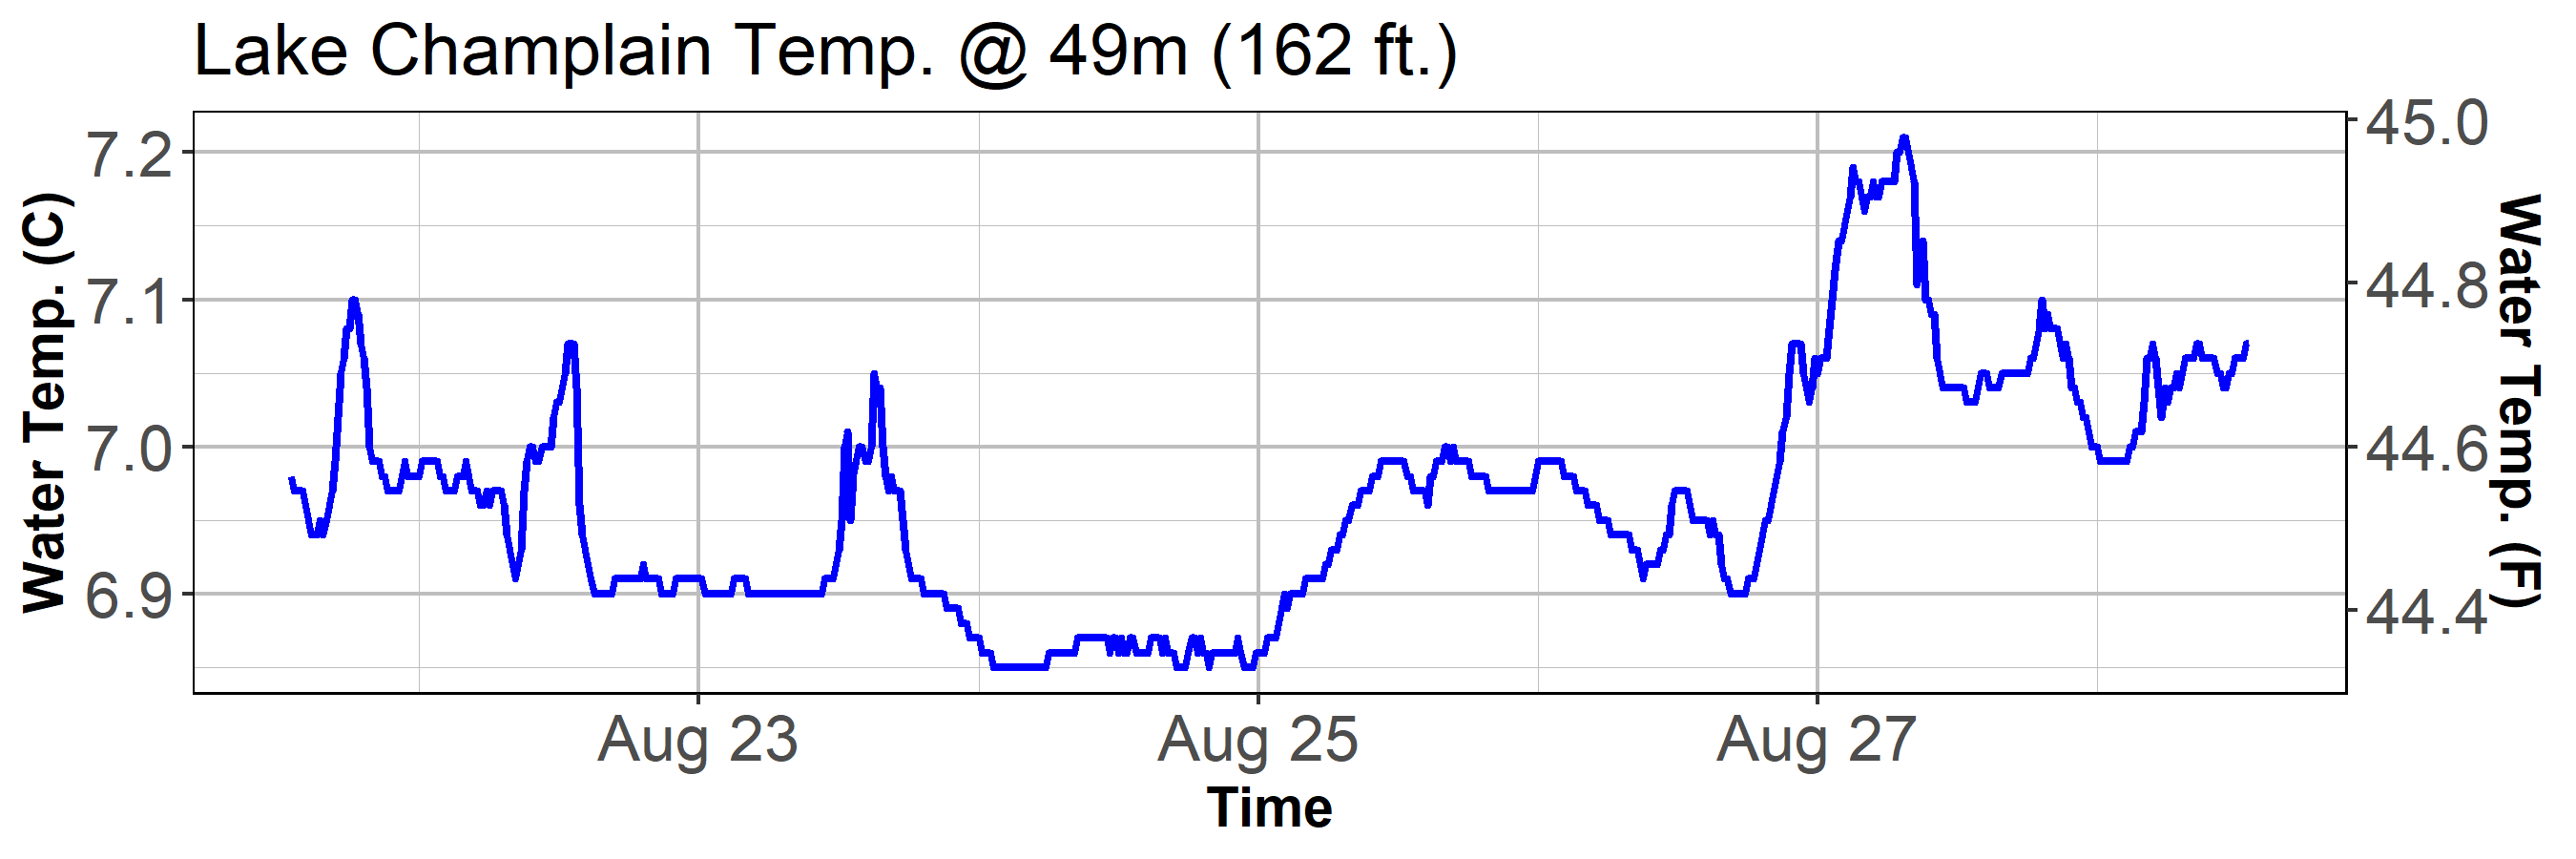 Lake Champlain Temp. @ 49m (162 ft.)
Water Temp. (C)
7.2
7.1
7.0
6.9
45.0
44.8
44.6
44.4
Water Temp. (F)
Aug 23 Aug 25 Aug 27
Time